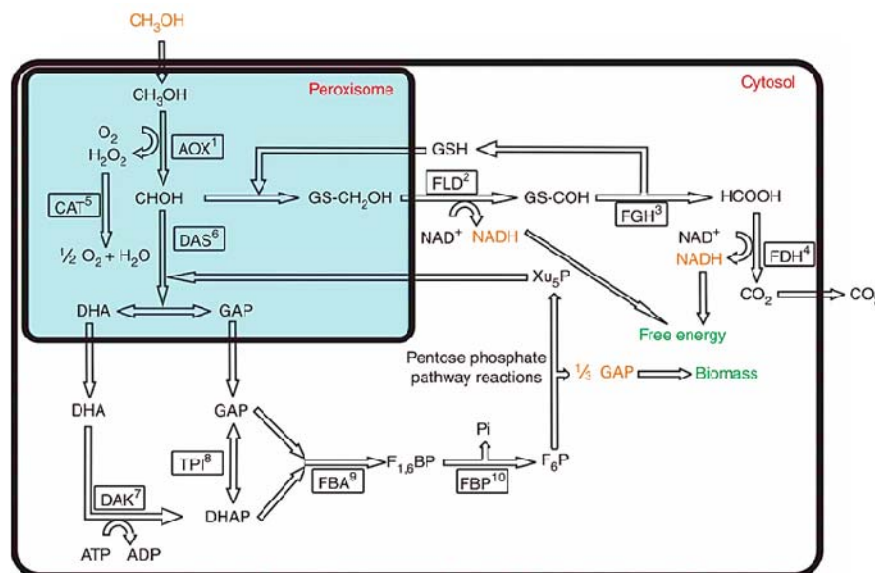 CH₃OH
Peroxisome
Cytosol
CH₃OH
O₂
H₂O₂
AOX¹
GSH
CAT⁵
CHOH
GS-CH₂OH
FLD²
GS-COH
FGH³
HCOOH
½ O₂ + H₂O
DAS⁶
NAD⁺ NADH
NAD⁺
NADH
FDH⁴
Xu₅P
CO₂
DHA
GAP
Free energy
Pentose phosphate
pathway reactions
⅓ GAP
Biomass
DHA
GAP
Pi
TPI⁸
F₁,₆BP
F₆P
FBA⁹
FBP¹⁰
DAK⁷
DHAP
ATP ADP